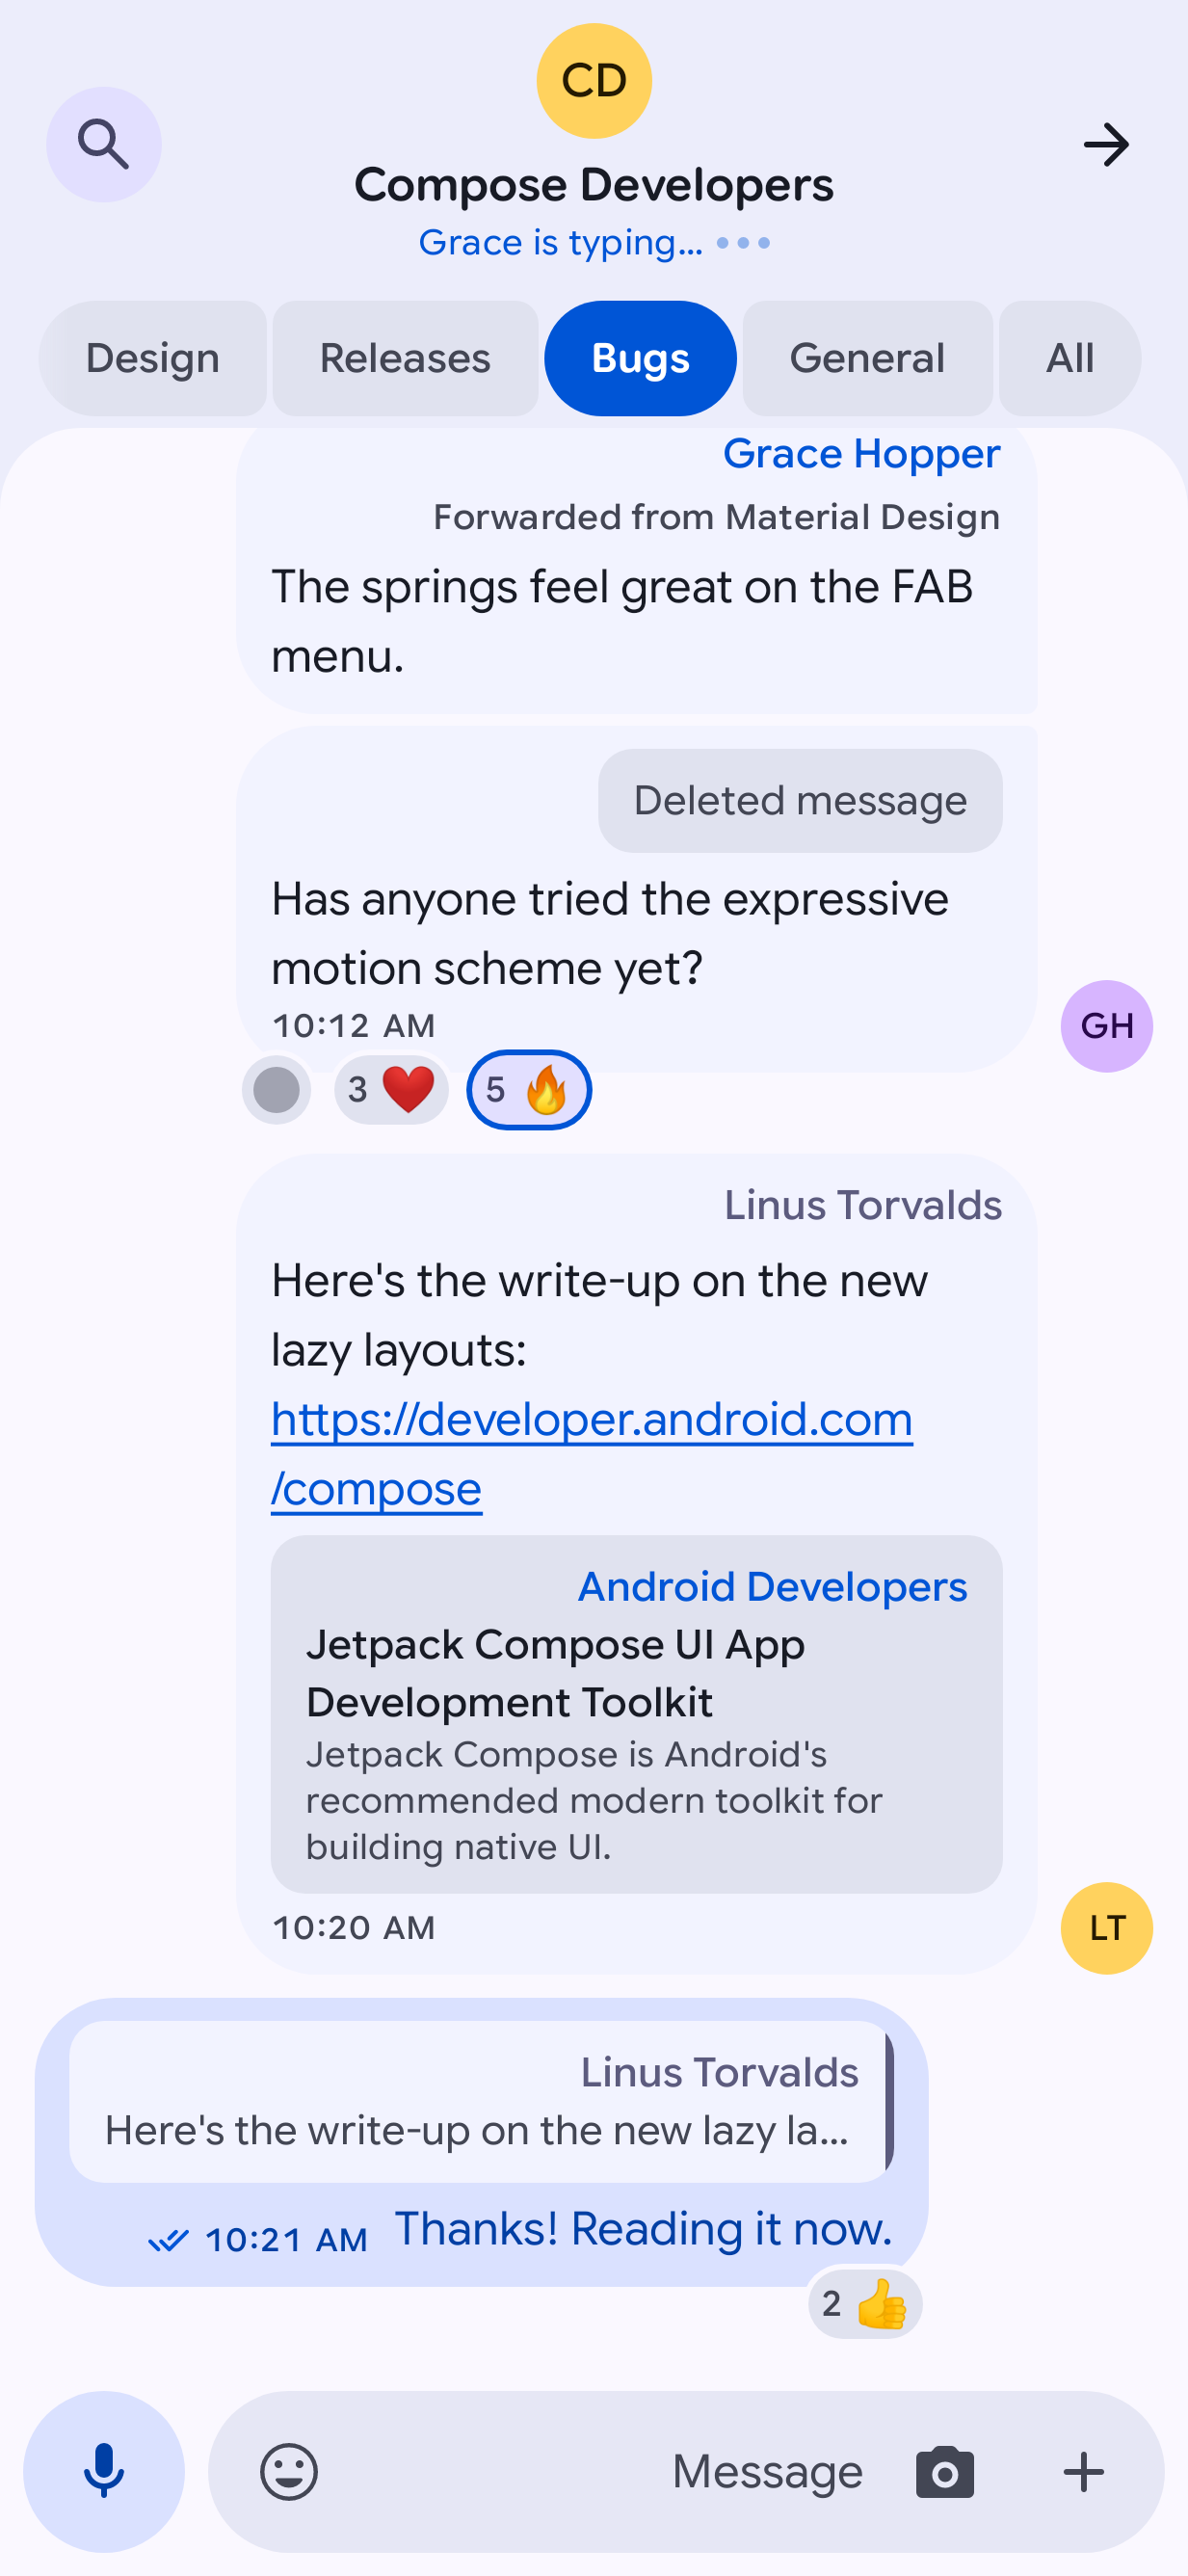 CD
Compose Developers
Grace is typing...
Design Releases Bugs General All
Grace Hopper
Forwarded from Material Design
The springs feel great on the FAB
menu.
Deleted message
Has anyone tried the expressive
motion scheme yet?
10:12 AM
GH
3 ❤️ 5 🔥
Linus Torvalds
Here's the write-up on the new
lazy layouts:
https://developer.android.com
/compose
Android Developers
Jetpack Compose UI App
Development Toolkit
Jetpack Compose is Android's
recommended modern toolkit for
building native UI.
10:20 AM
LT
Linus Torvalds
Here's the write-up on the new lazy la...
10:21 AM Thanks! Reading it now.
2 👍
Message